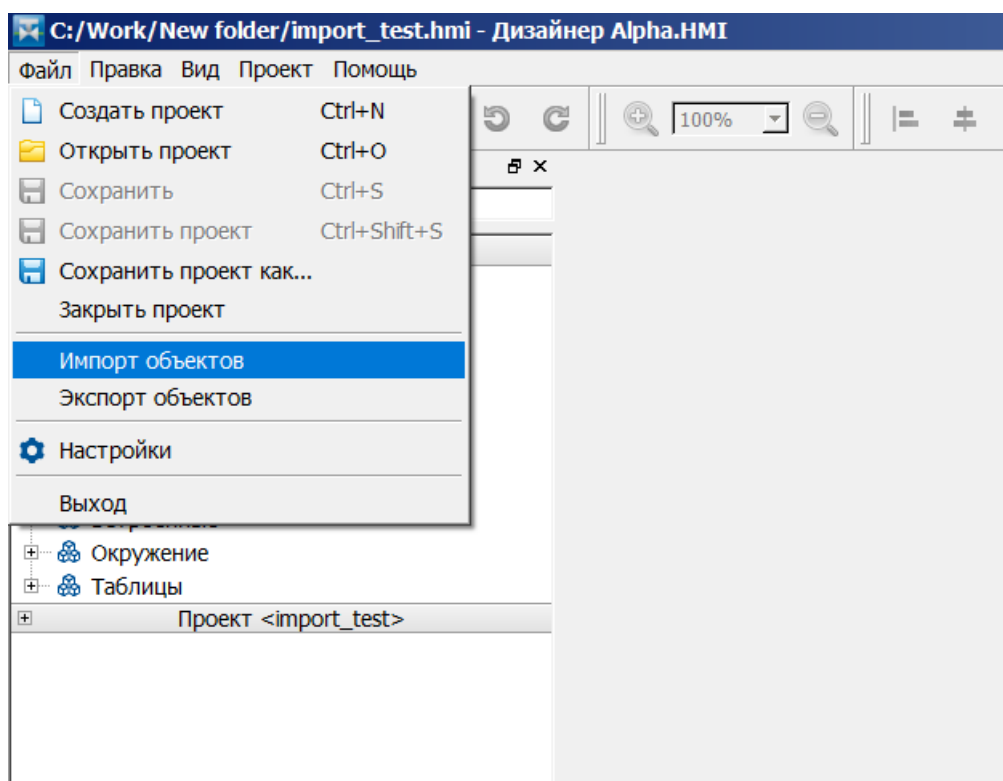 C:/Work/New folder/import_test.hmi - Дизайнер Alpha.HMI
Файл Правка Вид Проект Помощь
Создать проект Ctrl+N
100%
Открыть проект Ctrl+O
Сохранить Ctrl+S
Сохранить проект Ctrl+Shift+S
Сохранить проект как...
Закрыть проект
Импорт объектов
Экспорт объектов
Настройки
Выход
Окружение
Таблицы
Проект <import_test>